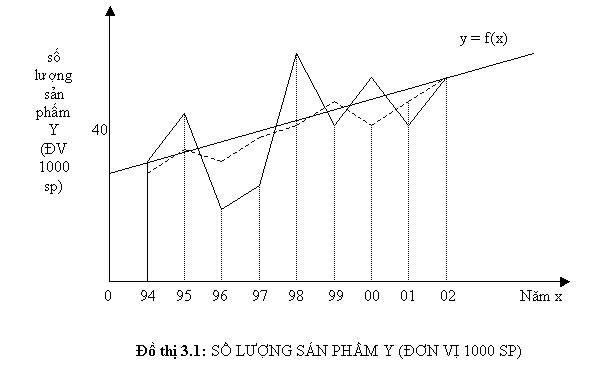 y = f(x)
số
lượng
sản
phẩm
Y
(ĐV
1000
sp)
40
0 94 95 96 97 98 99 00 01 02 Năm x
Đồ thị 3.1: SỐ LƯỢNG SẢN PHẨM Y (ĐƠN VỊ 1000 SP)